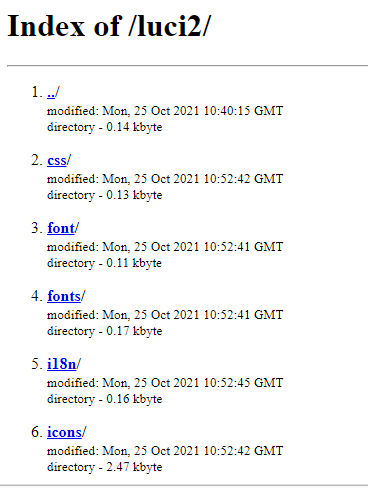 Index of /luci2/
1. ../
modified: Mon, 25 Oct 2021 10:40:15 GMT
directory - 0.14 kbyte
2. css/
modified: Mon, 25 Oct 2021 10:52:42 GMT
directory - 0.13 kbyte
3. font/
modified: Mon, 25 Oct 2021 10:52:41 GMT
directory - 0.11 kbyte
4. fonts/
modified: Mon, 25 Oct 2021 10:52:41 GMT
directory - 0.17 kbyte
5. i18n/
modified: Mon, 25 Oct 2021 10:52:45 GMT
directory - 0.16 kbyte
6. icons/
modified: Mon, 25 Oct 2021 10:52:42 GMT
directory - 2.47 kbyte